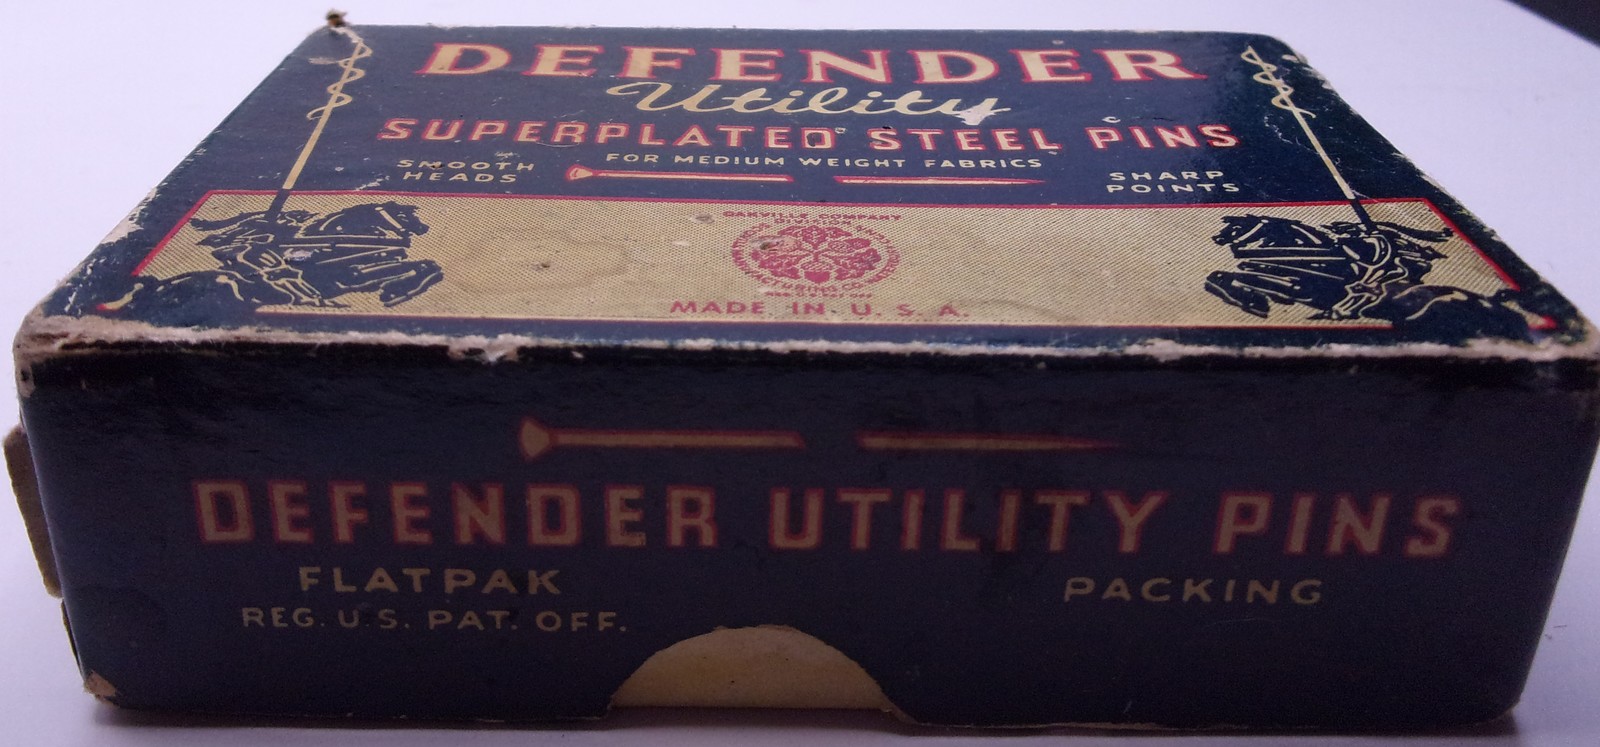 DEFENDER
Utility
SUPERPLATED STEEL PINS
FOR MEDIUM WEIGHT FABRICS
SMOOTH
HEADS
SHARP
POINTS
OAKVILLE COMPANY
DIVISION
MADE IN U. S. A.
DEFENDER UTILITY PINS
FLATPAK
REG. U.S. PAT. OFF.
PACKING